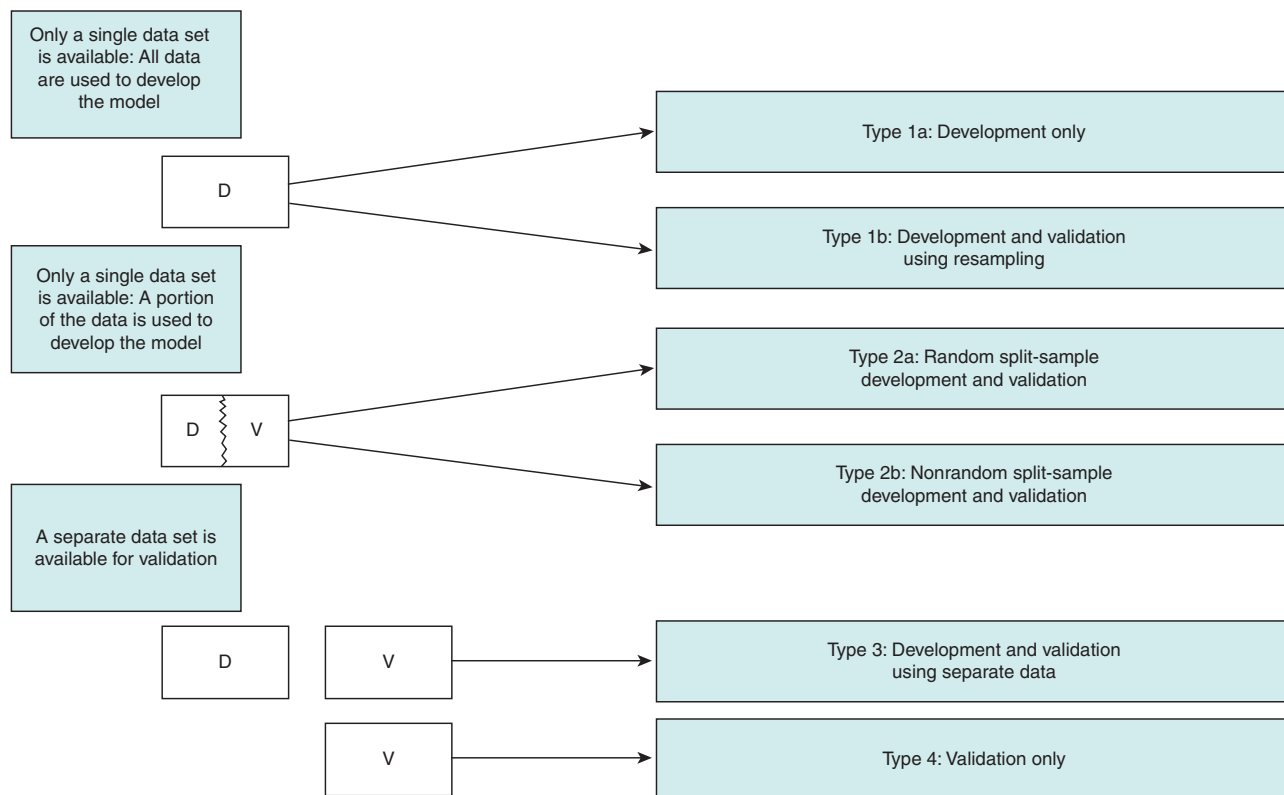 Only a single data set
is available: All data
are used to develop
the model
Type 1a: Development only
D
Type 1b: Development and validation
using resampling
Only a single data set
is available: A portion
of the data is used to
develop the model
Type 2a: Random split-sample
development and validation
D V
Type 2b: Nonrandom split-sample
development and validation
A separate data set is
available for validation
D V
Type 3: Development and validation
using separate data
V
Type 4: Validation only